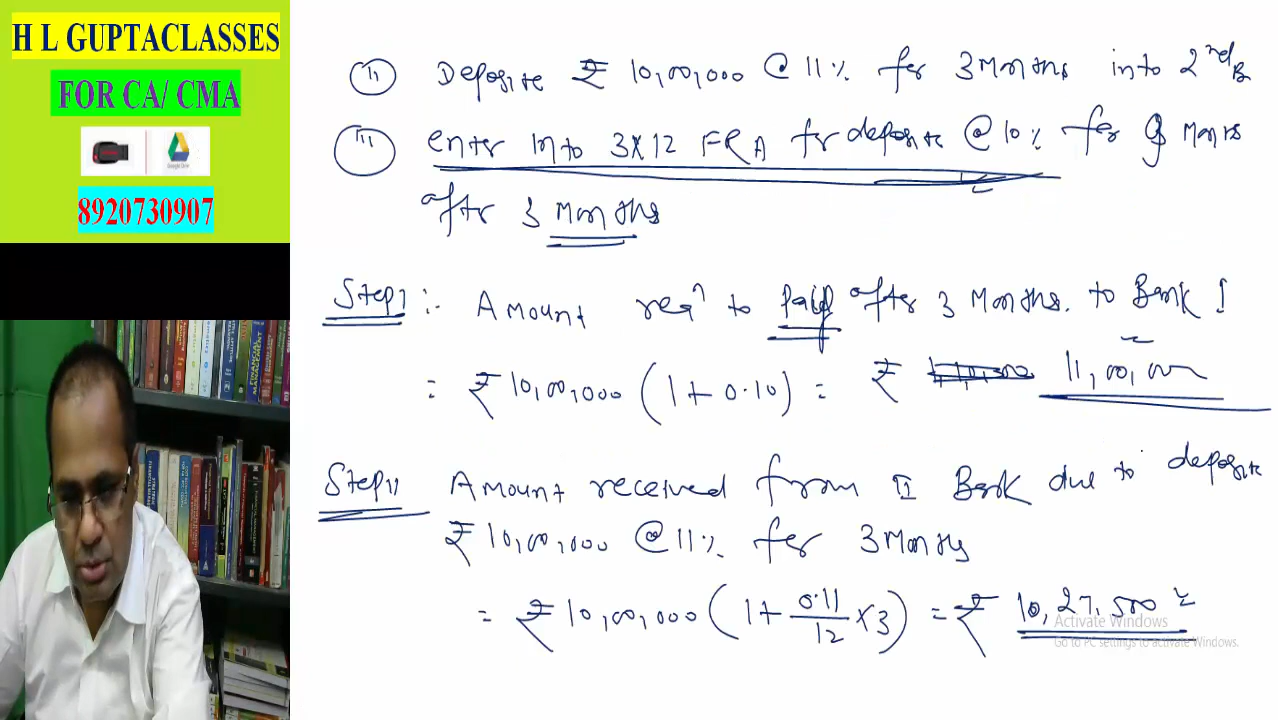 H L GUPTACLASSES
FOR CA/ CMA
8920730907
II Deposite ₹ 10,00,000 @ 11% for 3 Months into 2nd B
III enter into 3x12 FRA for deposite @ 10% for 9 Months
after 3 Months
Step I :- Amount reqn to paid after 3 Months. to Bank I
= ₹ 10,00,000 (1 + 0.10) = ₹ 11,00,000
Step II Amount received from II Bank due to deposite
₹ 10,00,000 @ 11% for 3 Months
= ₹ 10,00,000 (1 + 0.11/12 x 3) = ₹ 10,27,500
Activate Windows
Go to PC settings to activate Windows.